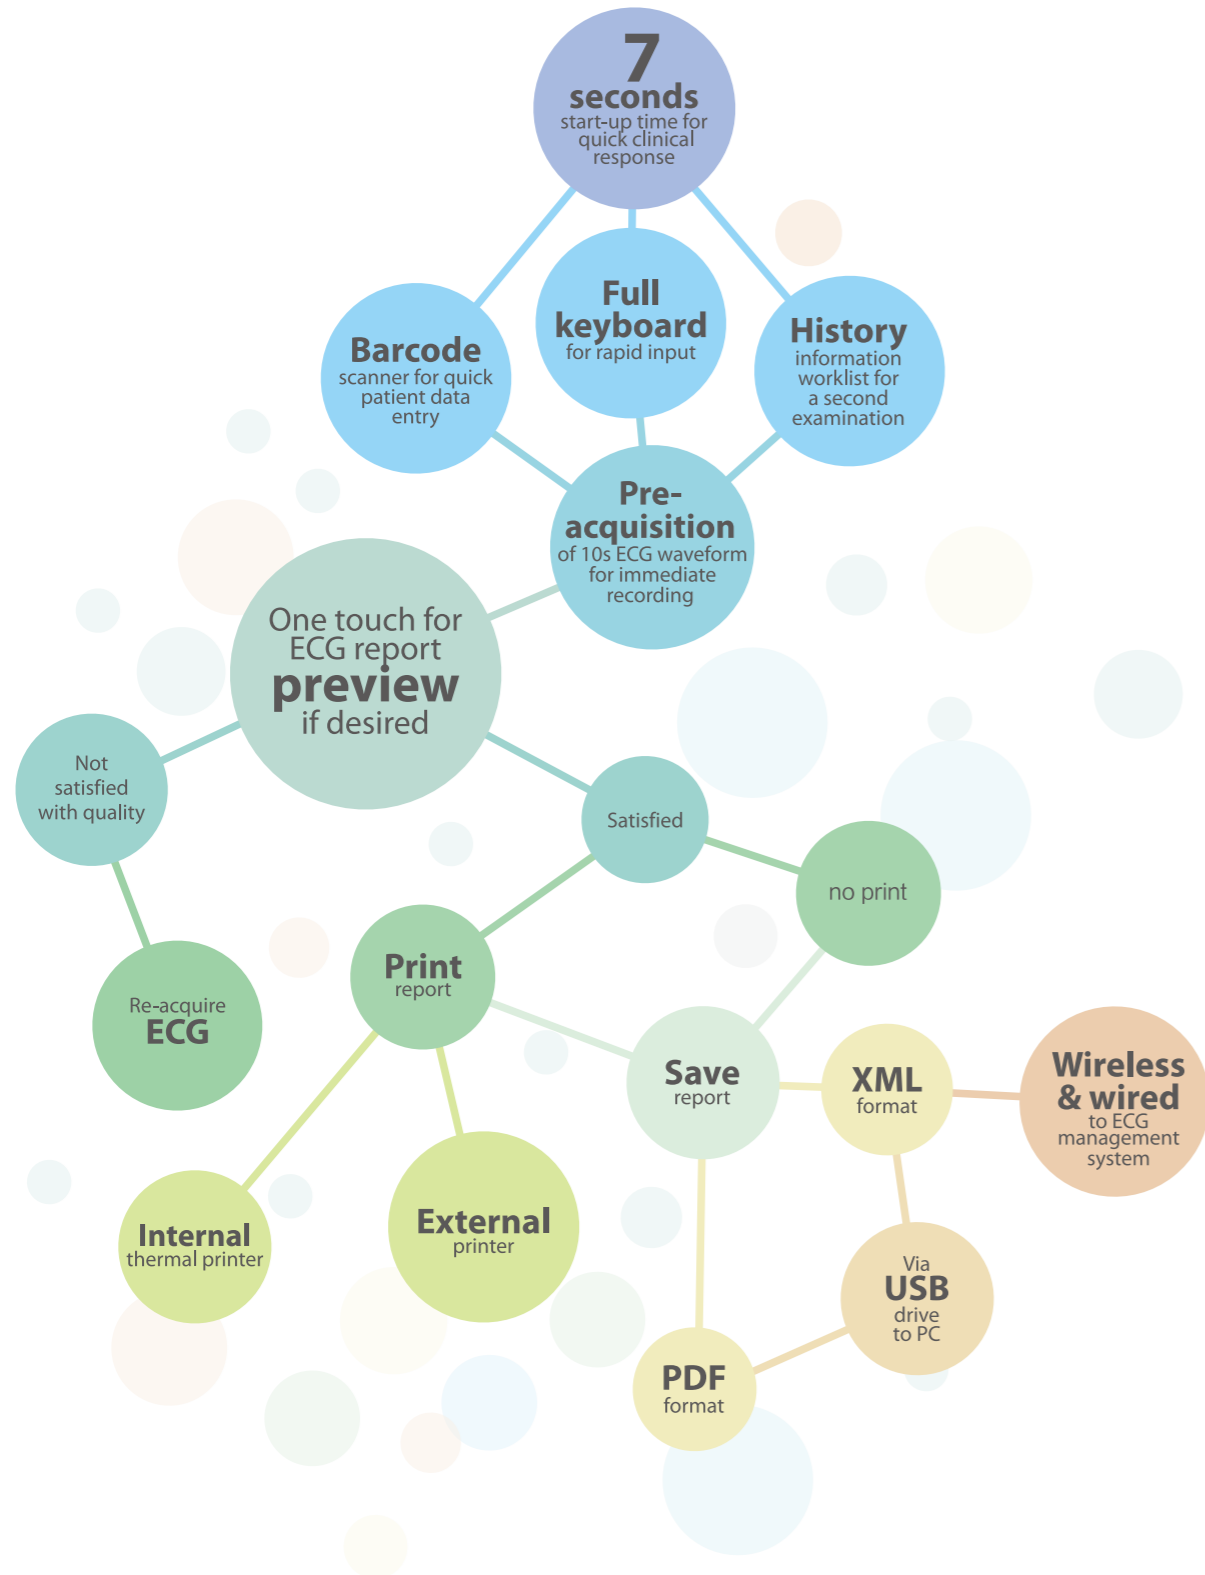 7
seconds
start-up time for
quick clinical
response
Full
keyboard
for rapid input
Barcode
scanner for quick
patient data
entry
History
information
worklist for
a second
examination
Pre-
acquisition
of 10s ECG waveform
for immediate
recording
One touch for
ECG report
preview
if desired
Not
satisfied
with quality
Satisfied
no print
Print
report
Re-acquire
ECG
Save
report
XML
format
Wireless
& wired
to ECG
management
system
Internal
thermal printer
External
printer
Via
USB
drive
to PC
PDF
format